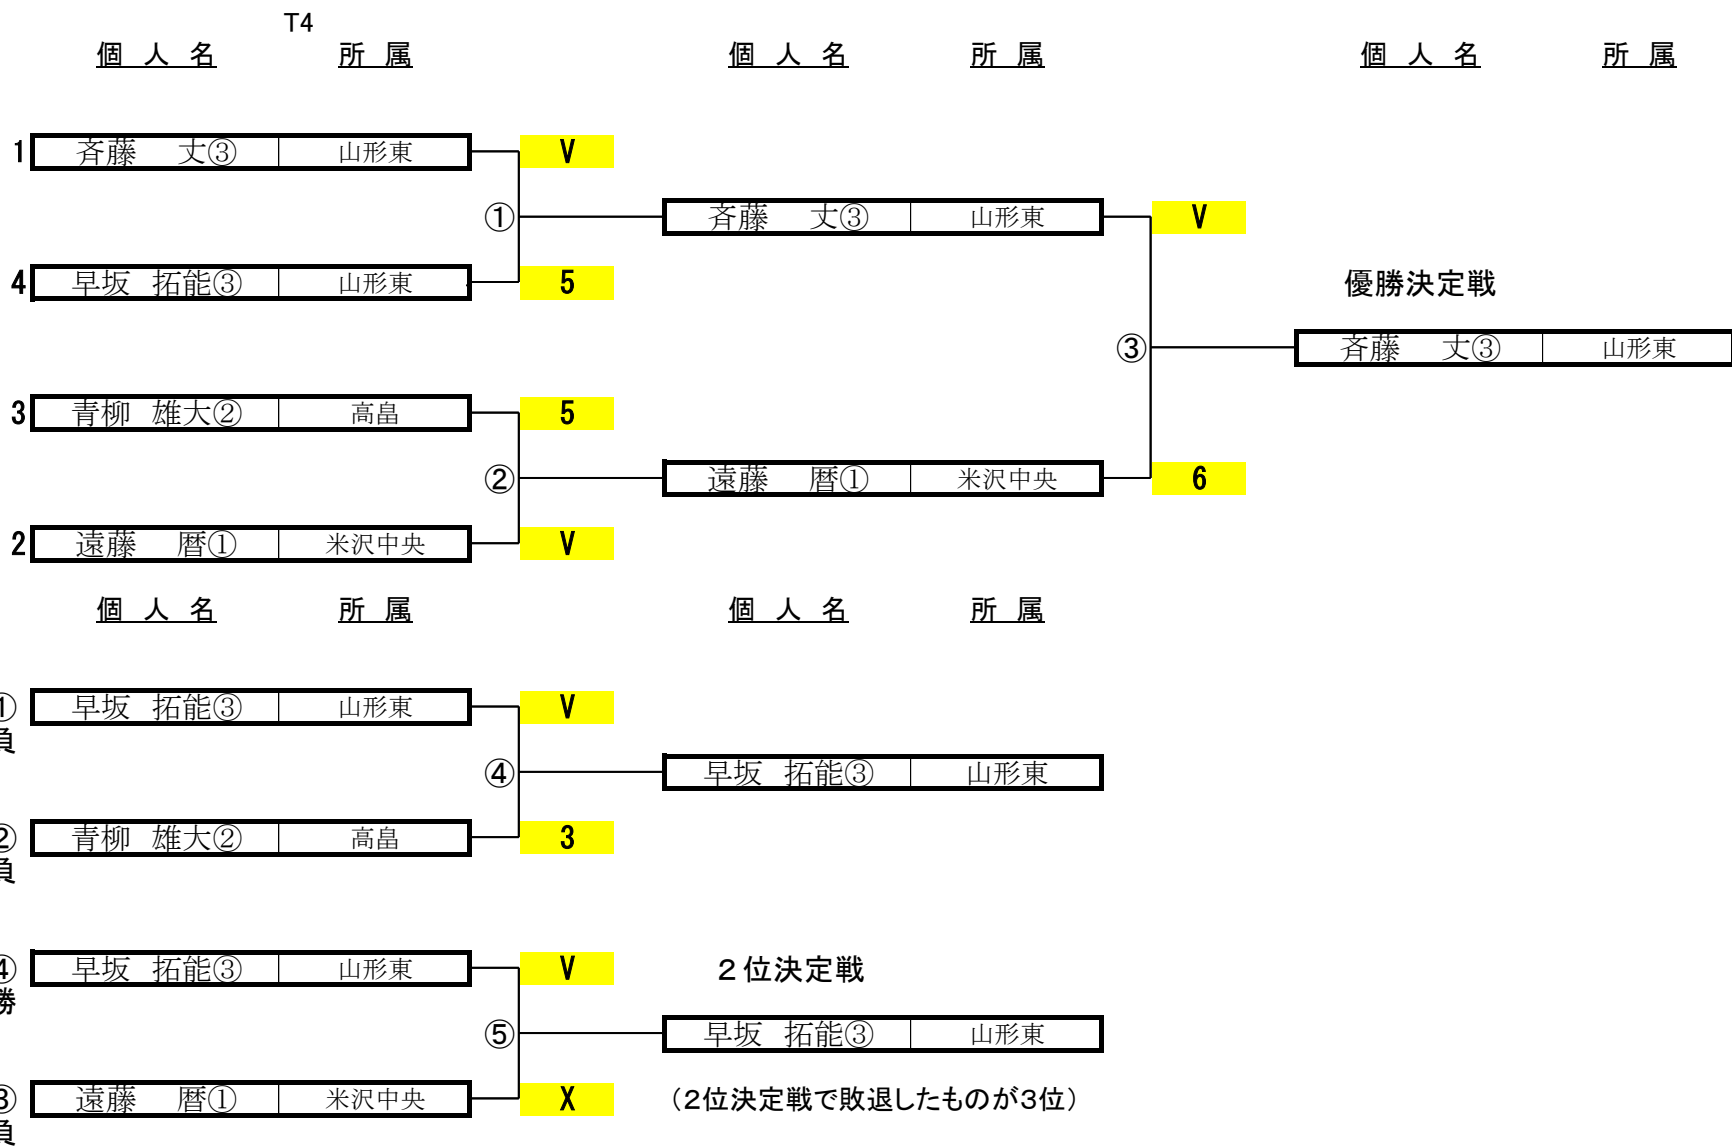 T4
個 人 名 所 属 個 人 名 所 属 個 人 名 所 属
1 斉藤 丈③ 山形東 V
① 斉藤 丈③ 山形東 V
4 早坂 拓能③ 山形東 5 優勝決定戦
③ 斉藤 丈③ 山形東
3 青柳 雄大② 高畠 5
② 遠藤 暦① 米沢中央 6
2 遠藤 暦① 米沢中央 V
個 人 名 所 属 個 人 名 所 属
① 早坂 拓能③ 山形東 V
負
④ 早坂 拓能③ 山形東
② 青柳 雄大② 高畠 3
負
④ 早坂 拓能③ 山形東 V 2位決定戦
勝
⑤ 早坂 拓能③ 山形東
③ 遠藤 暦① 米沢中央 X (2位決定戦で敗退したものが3位)
負